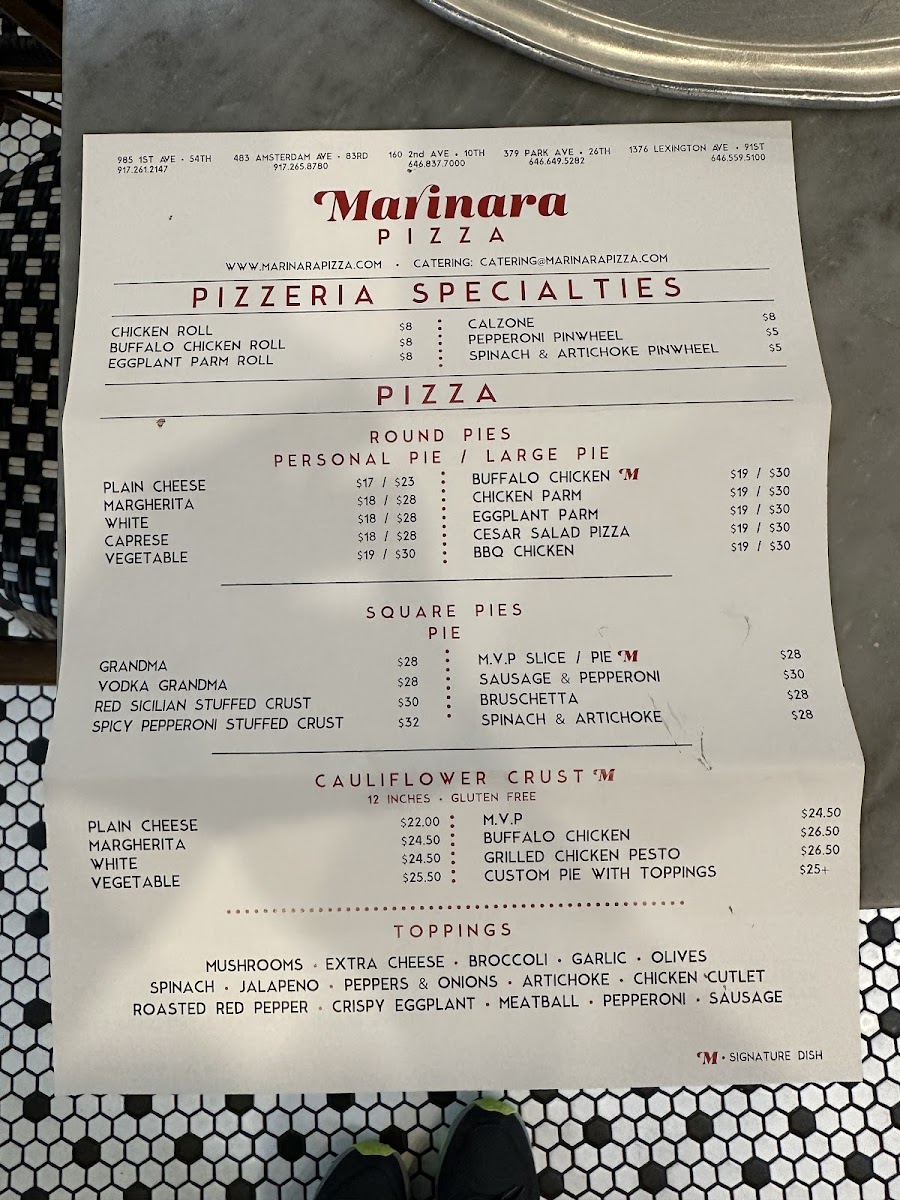 985 1ST AVE • 54TH 483 AMSTERDAM AVE • 83RD 160 2nd AVE • 10TH 379 PARK AVE • 26TH 1376 LEXINGTON AVE • 91ST
917.261.2147 917.265.8780 646.837.7000 646.649.5282 646.559.5100
Marinara
PIZZA
WWW.MARINARAPIZZA.COM • CATERING: CATERING@MARINARAPIZZA.COM
PIZZERIA SPECIALTIES
CHICKEN ROLL $8
BUFFALO CHICKEN ROLL $8
EGGPLANT PARM ROLL $8
CALZONE $8
PEPPERONI PINWHEEL $5
SPINACH & ARTICHOKE PINWHEEL $5
PIZZA
ROUND PIES
PERSONAL PIE / LARGE PIE
PLAIN CHEESE $17 / $23
MARGHERITA $18 / $28
WHITE $18 / $28
CAPRESE $18 / $28
VEGETABLE $19 / $30
BUFFALO CHICKEN M $19 / $30
CHICKEN PARM $19 / $30
EGGPLANT PARM $19 / $30
CESAR SALAD PIZZA $19 / $30
BBQ CHICKEN $19 / $30
SQUARE PIES
PIE
GRANDMA $28
VODKA GRANDMA $28
RED SICILIAN STUFFED CRUST $30
SPICY PEPPERONI STUFFED CRUST $32
M.V.P SLICE / PIE M $28
SAUSAGE & PEPPERONI $30
BRUSCHETTA $28
SPINACH & ARTICHOKE $28
CAULIFLOWER CRUST M
12 INCHES • GLUTEN FREE
PLAIN CHEESE $22.00
MARGHERITA $24.50
WHITE $24.50
VEGETABLE $25.50
M.V.P $24.50
BUFFALO CHICKEN $26.50
GRILLED CHICKEN PESTO $26.50
CUSTOM PIE WITH TOPPINGS $25+
TOPPINGS
MUSHROOMS • EXTRA CHEESE • BROCCOLI • GARLIC • OLIVES
SPINACH • JALAPENO • PEPPERS & ONIONS • ARTICHOKE • CHICKEN CUTLET
ROASTED RED PEPPER • CRISPY EGGPLANT • MEATBALL • PEPPERONI • SAUSAGE
M • SIGNATURE DISH